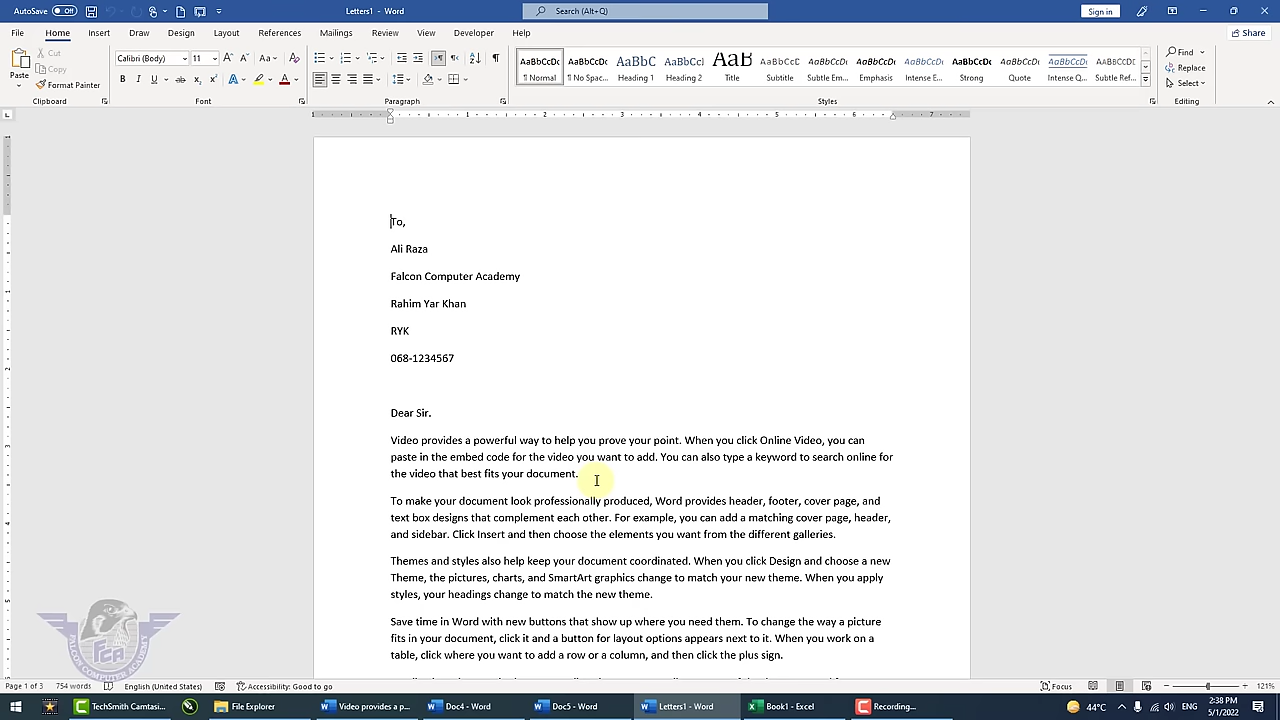 AutoSave Off Letters1 - Word Search (Alt+Q) Sign in
File Home Insert Draw Design Layout References Mailings Review View Developer Help Share
Paste Cut Copy Format Painter
Calibri (Body) 11
¶ Normal ¶ No Spac... Heading 1 Heading 2 Title Subtitle Subtle Em... Emphasis Intense E... Strong Quote Intense Q... Subtle Ref...
Find Replace Select
Clipboard Font Paragraph Styles Editing
1 1 2 3 4 5 6 7
To,
Ali Raza
Falcon Computer Academy
Rahim Yar Khan
RYK
068-1234567
Dear Sir.
Video provides a powerful way to help you prove your point. When you click Online Video, you can
paste in the embed code for the video you want to add. You can also type a keyword to search online for
the video that best fits your document.
To make your document look professionally produced, Word provides header, footer, cover page, and
text box designs that complement each other. For example, you can add a matching cover page, header,
and sidebar. Click Insert and then choose the elements you want from the different galleries.
Themes and styles also help keep your document coordinated. When you click Design and choose a new
Theme, the pictures, charts, and SmartArt graphics change to match your new theme. When you apply
styles, your headings change to match the new theme.
Save time in Word with new buttons that show up where you need them. To change the way a picture
fits in your document, click it and a button for layout options appears next to it. When you work on a
table, click where you want to add a row or a column, and then click the plus sign.
FCA
FALCON COMPUTER ACADEMY
Page 1 of 3 754 words English (United States) Accessibility: Good to go Focus 121%
TechSmith Camtasi... File Explorer Video provides a p... Doc4 - Word Doc5 - Word Letters1 - Word Book1 - Excel Recording... 44°C ENG 2:38 PM
5/1/2022